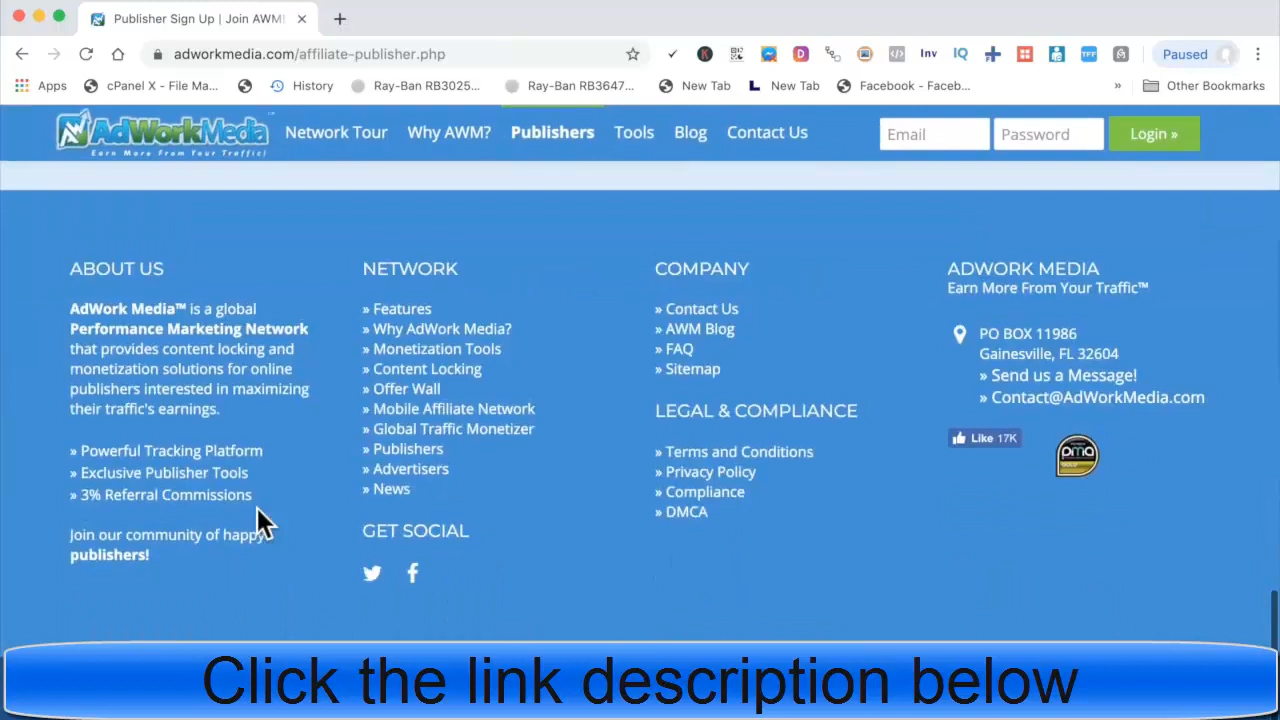 Publisher Sign Up | Join AWM!
adworkmedia.com/affiliate-publisher.php
Inv
IQ
TFF
Paused
Apps
cPanel X - File Ma...
History
Ray-Ban RB3025...
Ray-Ban RB3647...
New Tab
New Tab
Facebook - Faceb...
»
Other Bookmarks
AdWorkMedia
Earn More From Your Traffic!
Network Tour
Why AWM?
Publishers
Tools
Blog
Contact Us
Email
Password
Login »
ABOUT US
AdWork Media™ is a global
Performance Marketing Network
that provides content locking and
monetization solutions for online
publishers interested in maximizing
their traffic's earnings.
» Powerful Tracking Platform
» Exclusive Publisher Tools
» 3% Referral Commissions
Join our community of happy
publishers!
NETWORK
» Features
» Why AdWork Media?
» Monetization Tools
» Content Locking
» Offer Wall
» Mobile Affiliate Network
» Global Traffic Monetizer
» Publishers
» Advertisers
» News
GET SOCIAL
COMPANY
» Contact Us
» AWM Blog
» FAQ
» Sitemap
LEGAL & COMPLIANCE
» Terms and Conditions
» Privacy Policy
» Compliance
» DMCA
ADWORK MEDIA
Earn More From Your Traffic™
PO BOX 11986
Gainesville, FL 32604
» Send us a Message!
» Contact@AdWorkMedia.com
Like 17K
pma
GOLD
Click the link description below